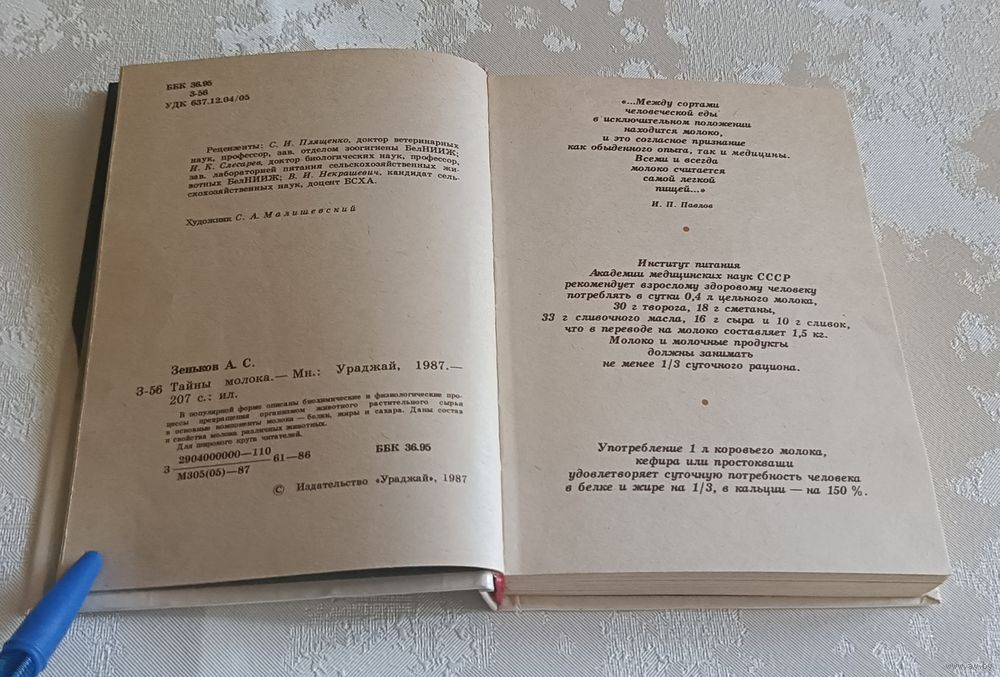 ББК 36.95
З-56
УДК 637.12.04/05
Рецензенты: С. И. Плященко, доктор ветеринарных
наук, профессор, зав. отделом зоогигиены БелНИИЖ;
И. К. Слесарев, доктор биологических наук, профессор,
зав. лабораторией питания сельскохозяйственных жи-
вотных БелНИИЖ; В. И. Некрашевич, кандидат сель-
скохозяйственных наук, доцент БСХА.
Художник С. А. Малишевский
Зеньков А. С.
З-56 Тайны молока.— Мн.: Ураджай, 1987.—
207 с.: ил.
В популярной форме описаны биохимические и физиологические про-
цессы превращения организмом животного растительного сырья
в основные компоненты молока — белки, жиры и сахара. Даны состав
и свойства молока различных животных.
Для широкого круга читателей.
З 2904000000—110
М305(05)—87 61—86
ББК 36.95
© Издательство «Ураджай», 1987
«...Между сортами
человеческой еды
в исключительном положении
находится молоко,
и это согласное признание
как обыденного опыта, так и медицины.
Всеми и всегда
молоко считается
самой легкой
пищей...»
И. П. Павлов
Институт питания
Академии медицинских наук СССР
рекомендует взрослому здоровому человеку
потреблять в сутки 0,4 л цельного молока,
30 г творога, 18 г сметаны,
33 г сливочного масла, 16 г сыра и 10 г сливок,
что в переводе на молоко составляет 1,5 кг.
Молоко и молочные продукты
должны занимать
не менее 1/3 суточного рациона.
Употребление 1 л коровьего молока,
кефира или простокваши
удовлетворяет суточную потребность человека
в белке и жире на 1/3, в кальции — на 150 %.